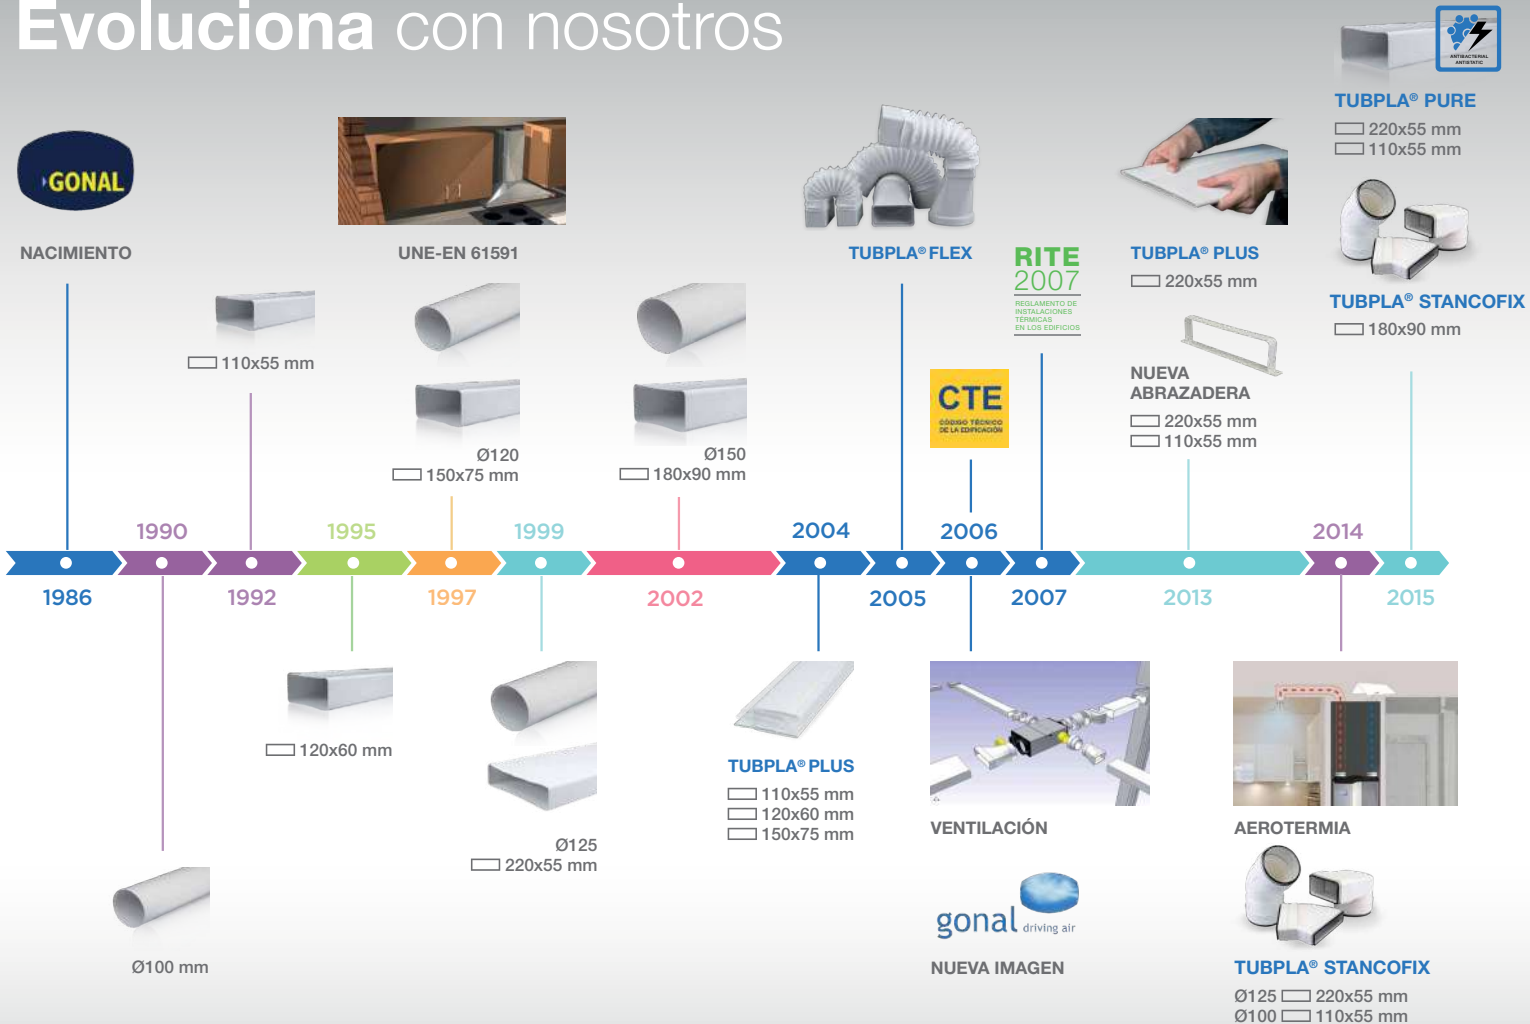 Evoluciona con nosotros
GONAL
NACIMIENTO
1986
1990
Ø100 mm
110x55 mm
1992
1995
120x60 mm
UNE-EN 61591
Ø120
150x75 mm
1997
1999
Ø125
220x55 mm
Ø150
180x90 mm
2002
2004
TUBPLA® PLUS
110x55 mm
120x60 mm
150x75 mm
TUBPLA® FLEX
2005
CTE
CÓDIGO TÉCNICO
DE LA EDIFICACIÓN
2006
VENTILACIÓN
gonal driving air
NUEVA IMAGEN
RITE
2007
REGLAMENTO DE
INSTALACIONES
TÉRMICAS
EN LOS EDIFICIOS
2007
TUBPLA® PLUS
220x55 mm
NUEVA
ABRAZADERA
220x55 mm
110x55 mm
2013
2014
AEROTERMIA
TUBPLA® STANCOFIX
Ø125 220x55 mm
Ø100 110x55 mm
ANTIBACTERIAL
ANTISTATIC
TUBPLA® PURE
220x55 mm
110x55 mm
TUBPLA® STANCOFIX
180x90 mm
2015